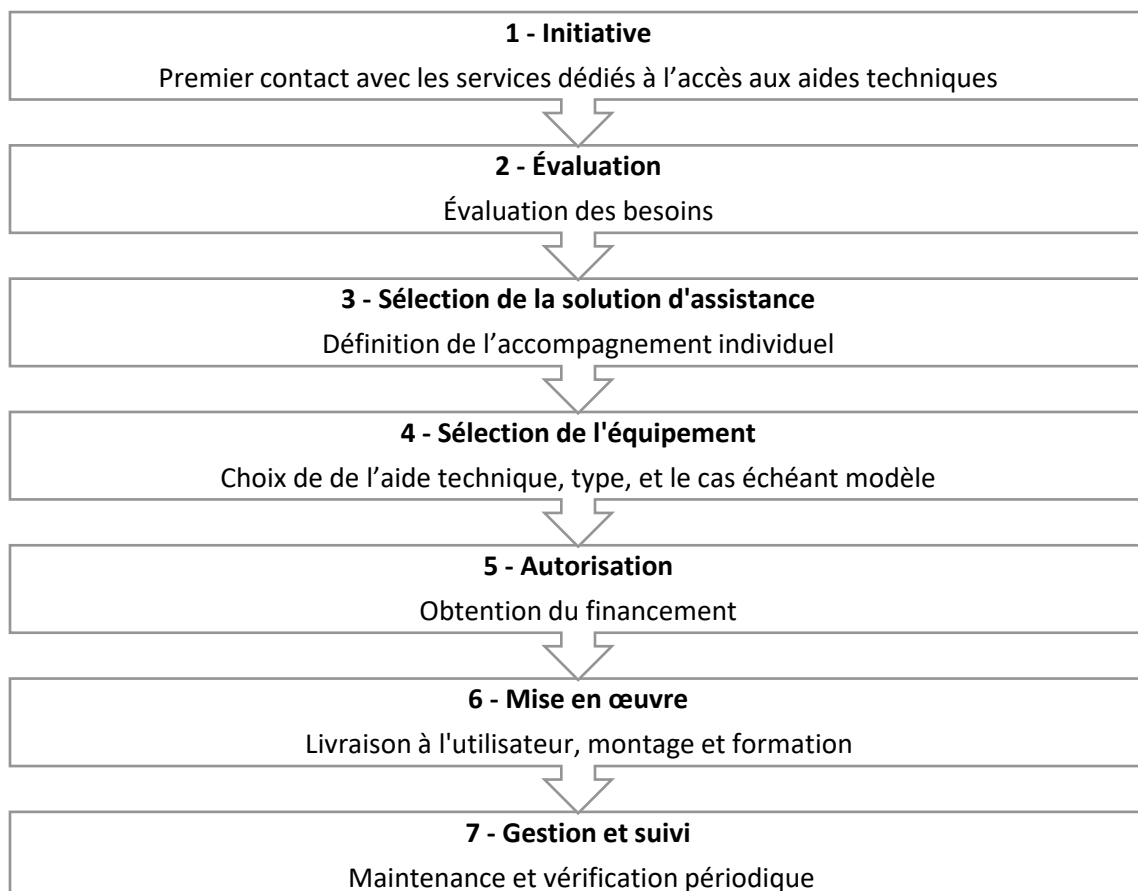 1 - Initiative
Premier contact avec les services dédiés à l’accès aux aides techniques
2 - Évaluation
Évaluation des besoins
3 - Sélection de la solution d'assistance
Définition de l’accompagnement individuel
4 - Sélection de l'équipement
Choix de de l’aide technique, type, et le cas échéant modèle
5 - Autorisation
Obtention du financement
6 - Mise en œuvre
Livraison à l'utilisateur, montage et formation
7 - Gestion et suivi
Maintenance et vérification périodique